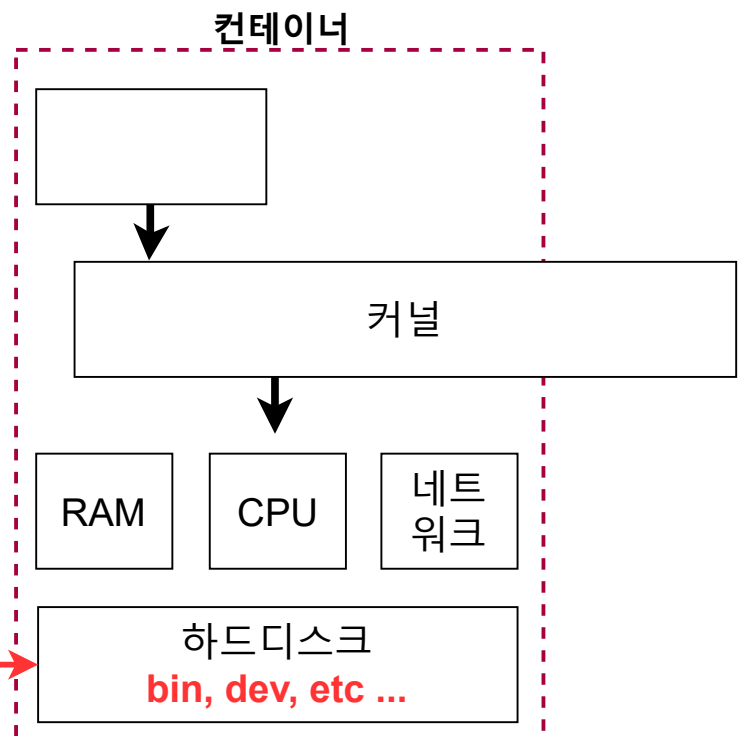 컨테이너
커널
RAM
CPU
네트
워크
하드디스크
bin, dev, etc ...